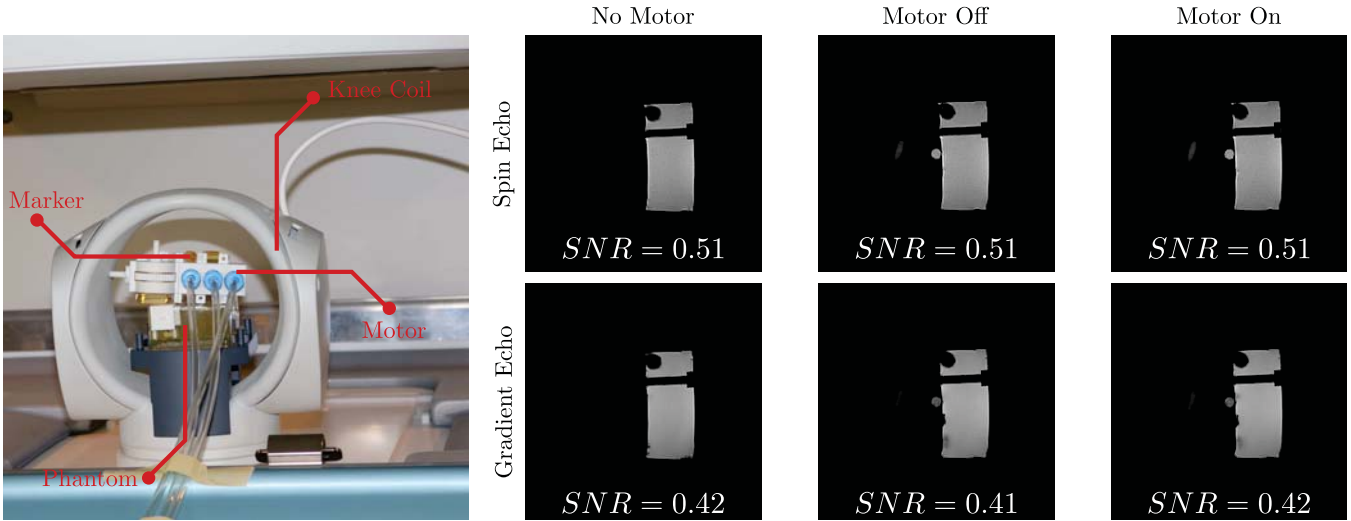 No Motor
Motor Off
Motor On
Knee Coil
Marker
Motor
Phantom
Spin Echo
SNR = 0.51
SNR = 0.51
SNR = 0.51
Gradient Echo
SNR = 0.42
SNR = 0.41
SNR = 0.42